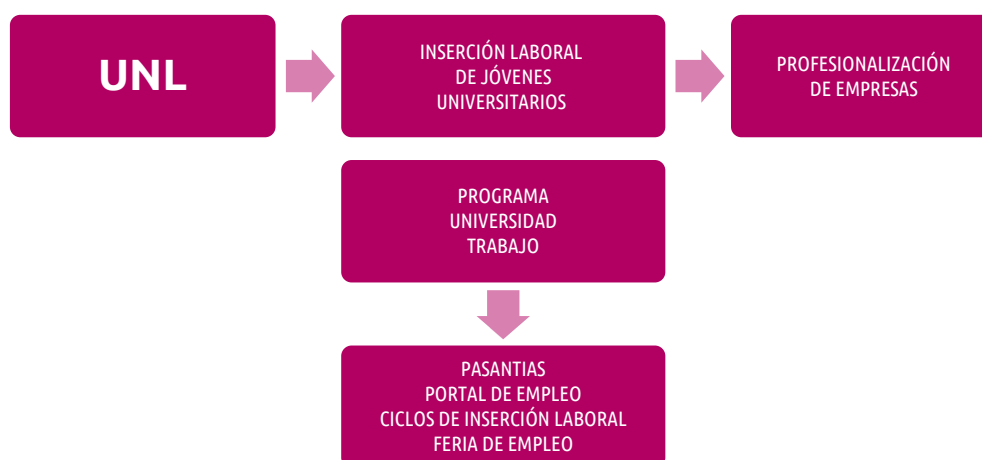 UNL
INSERCIÓN LABORAL
DE JÓVENES
UNIVERSITARIOS
PROFESIONALIZACIÓN
DE EMPRESAS
PROGRAMA
UNIVERSIDAD
TRABAJO
PASANTIAS
PORTAL DE EMPLEO
CICLOS DE INSERCIÓN LABORAL
FERIA DE EMPLEO